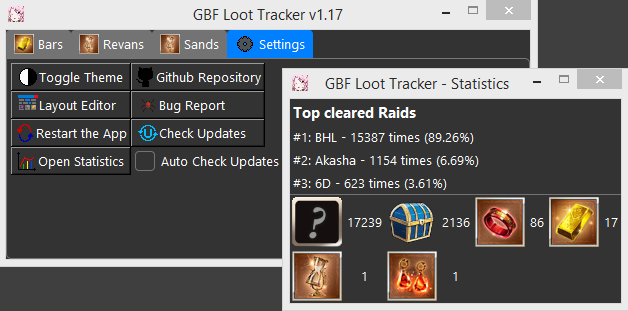 GBF Loot Tracker v1.17
Bars Revans Sands Settings
Toggle Theme Github Repository
Layout Editor Bug Report
Restart the App Check Updates
Open Statistics Auto Check Updates
GBF Loot Tracker - Statistics
Top cleared Raids
#1: BHL - 15387 times (89.26%)
#2: Akasha - 1154 times (6.69%)
#3: 6D - 623 times (3.61%)
? 17239 2136 86 17
1 1